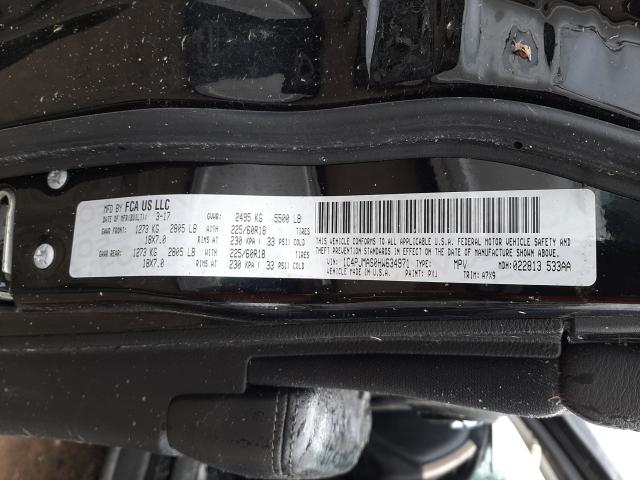 MFD BY FCA US LLC
DATE OF MFR(BUILT): 3-17 GVWR: 2495 KG 5500 LB
GAWR FRONT: 1273 KG 2805 LB WITH 225/60R18 TIRES
18X7.0 RIMS AT 230 KPA ( 33 PSI) COLD
GAWR REAR: 1273 KG 2805 LB WITH 225/60R18 TIRES
18X7.0 RIMS AT 230 KPA ( 33 PSI) COLD
THIS VEHICLE CONFORMS TO ALL APPLICABLE U.S.A. FEDERAL MOTOR VEHICLE SAFETY AND
THEFT PREVENTION STANDARDS IN EFFECT ON THE DATE OF MANUFACTURE SHOWN ABOVE.
MANUFACTURED IN U.S.A.
VIN: 1C4PJMAS0HW634971 TYPE: MPV MDH: 022813 533AA
PAINT: PXJ TRIM: A7X9